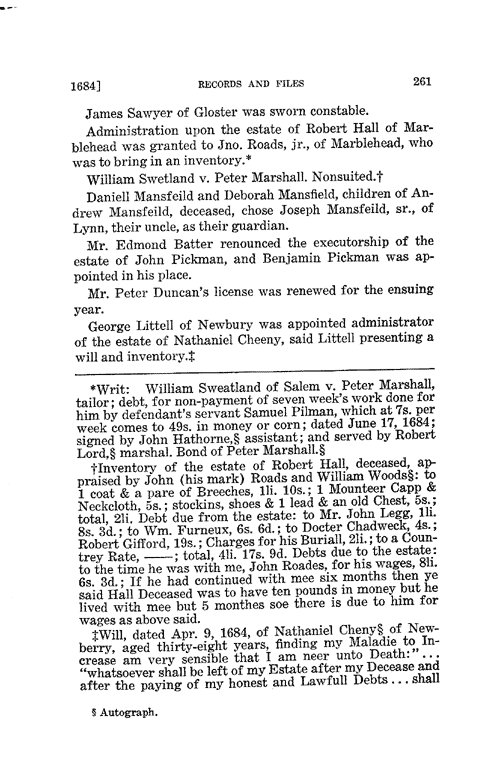 1684]
RECORDS AND FILES
261
James Sawyer of Gloster was sworn constable.
Administration upon the estate of Robert Hall of Mar-
blehead was granted to Jno. Roads, jr., of Marblehead, who
was to bring in an inventory.*
William Swetland v. Peter Marshall. Nonsuited.†
Daniell Mansfeild and Deborah Mansfield, children of An-
drew Mansfeild, deceased, chose Joseph Mansfeild, sr., of
Lynn, their uncle, as their guardian.
Mr. Edmond Batter renounced the executorship of the
estate of John Pickman, and Benjamin Pickman was ap-
pointed in his place.
Mr. Peter Duncan's license was renewed for the ensuing
year.
George Littell of Newbury was appointed administrator
of the estate of Nathaniel Cheeny, said Littell presenting a
will and inventory.‡
*Writ: William Sweatland of Salem v. Peter Marshall,
tailor; debt, for non-payment of seven week's work done for
him by defendant's servant Samuel Pilman, which at 7s. per
week comes to 49s. in money or corn; dated June 17, 1684;
signed by John Hathorne,§ assistant; and served by Robert
Lord,§ marshal. Bond of Peter Marshall.§
†Inventory of the estate of Robert Hall, deceased, ap-
praised by John (his mark) Roads and William Woods§: to
1 coat & a pare of Breeches, 1li. 10s.; 1 Mounteer Capp &
Neckcloth, 5s.; stockins, shoes & 1 lead & an old Chest, 5s.;
total, 2li. Debt due from the estate: to Mr. John Legg, 1li.
8s. 3d.; to Wm. Furneux, 6s. 6d.; to Docter Chadweck, 4s.;
Robert Gifford, 19s.; Charges for his Buriall, 2li.; to a Coun-
trey Rate, ——; total, 4li. 17s. 9d. Debts due to the estate:
to the time he was with me, John Roades, for his wages, 8li.
6s. 3d.; If he had continued with mee six months then ye
said Hall Deceased was to have ten pounds in money but he
lived with mee but 5 monthes soe there is due to him for
wages as above said.
‡Will, dated Apr. 9, 1684, of Nathaniel Cheny§ of New-
berry, aged thirty-eight years, finding my Maladie to In-
crease am very sensible that I am neer unto Death:" ...
"whatsoever shall be left of my Estate after my Decease and
after the paying of my honest and Lawfull Debts ... shall
§ Autograph.